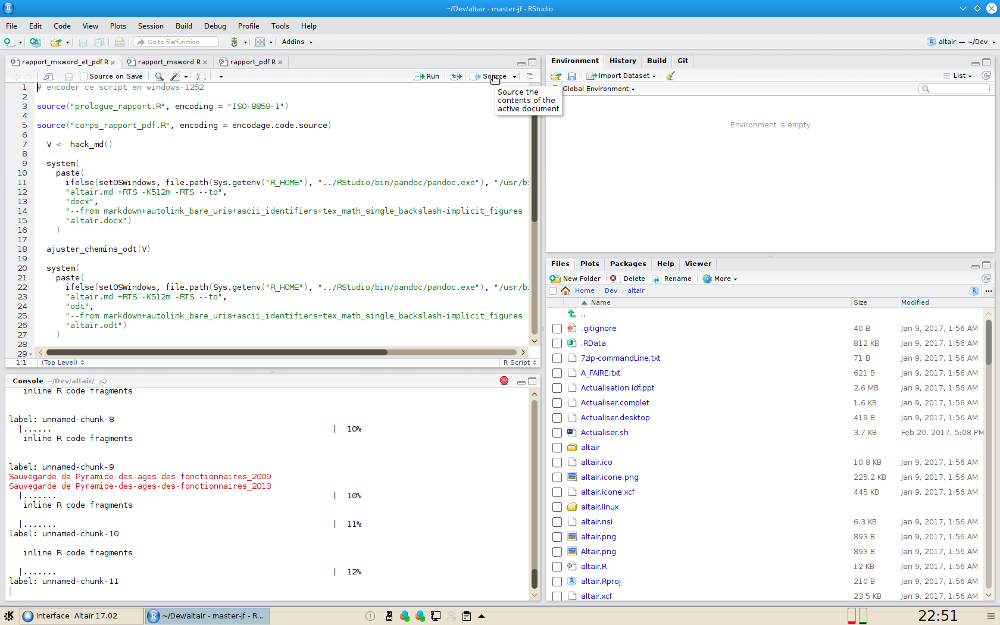 ~/Dev/altair - master-jf - RStudio
File Edit Code View Plots Session Build Debug Profile Tools Help
Go to file/function Addins altair — ~/Dev
rapport_msword_et_pdf.R rapport_msword.R rapport_pdf.R
Source on Save Run Source
1 # encoder ce script en windows-1252
2
3 source("prologue_rapport.R", encoding = "ISO-8859-1")
4
5 source("corps_rapport_pdf.R", encoding = encodage.code.source)
6
7 V <- hack_md()
8
9 system(
10 paste(
11 ifelse(setOSWindows, file.path(Sys.getenv("R_HOME"), "../RStudio/bin/pandoc/pandoc.exe"), "/usr/b
12 "altair.md +RTS -K512m -RTS --to",
13 "docx",
14 "--from markdown+autolink_bare_uris+ascii_identifiers+tex_math_single_backslash-implicit_figures
15 "altair.docx")
16 )
17
18 ajuster_chemins_odt(V)
19
20 system(
21 paste(
22 ifelse(setOSWindows, file.path(Sys.getenv("R_HOME"), "../RStudio/bin/pandoc/pandoc.exe"), "/usr/b
23 "altair.md +RTS -K512m -RTS --to",
24 "odt",
25 "--from markdown+autolink_bare_uris+ascii_identifiers+tex_math_single_backslash-implicit_figures
26 "altair.odt")
27 )
28
29
1:1 (Top Level) R Script
Source the
contents of the
active document
Console ~/Dev/altair/
inline R code fragments
label: unnamed-chunk-8
|...... | 10%
inline R code fragments
label: unnamed-chunk-9
Sauvegarde de Pyramide-des-ages-des-fonctionnaires_2009
Sauvegarde de Pyramide-des-ages-des-fonctionnaires_2013
|....... | 10%
inline R code fragments
|....... | 11%
label: unnamed-chunk-10
inline R code fragments
|....... | 12%
label: unnamed-chunk-11
Environment History Build Git
Import Dataset List
Global Environment
Environment is empty
Files Plots Packages Help Viewer
New Folder Delete Rename More
Home Dev altair ...
Name Size Modified
..
.gitignore 40 B Jan 9, 2017, 1:56 AM
.RData 812 KB Jan 9, 2017, 1:56 AM
7zip-commandLine.txt 71 B Jan 9, 2017, 1:56 AM
A_FAIRE.txt 621 B Jan 9, 2017, 1:56 AM
Actualisation idf.ppt 2.6 MB Jan 9, 2017, 1:56 AM
Actualiser.complet 1.6 KB Jan 9, 2017, 1:56 AM
Actualiser.desktop 419 B Jan 9, 2017, 1:56 AM
Actualiser.sh 3.7 KB Feb 20, 2017, 5:08 PM
altair
altair.ico 10.8 KB Jan 9, 2017, 1:56 AM
altair.icone.png 225.2 KB Jan 9, 2017, 1:56 AM
altair.icone.xcf 445 KB Jan 9, 2017, 1:56 AM
altair.linux
altair.nsi 6.3 KB Jan 9, 2017, 1:56 AM
altair.png 893 B Jan 9, 2017, 1:56 AM
Altair.png 893 B Jan 9, 2017, 1:56 AM
altair.R 12 KB Jan 9, 2017, 1:56 AM
altair.Rproj 210 B Jan 9, 2017, 1:56 AM
altair.xcf 23.5 KB Jan 9, 2017, 1:56 AM
Interface Altaïr 17.02 ~/Dev/altair - master-jf - R... 22:51